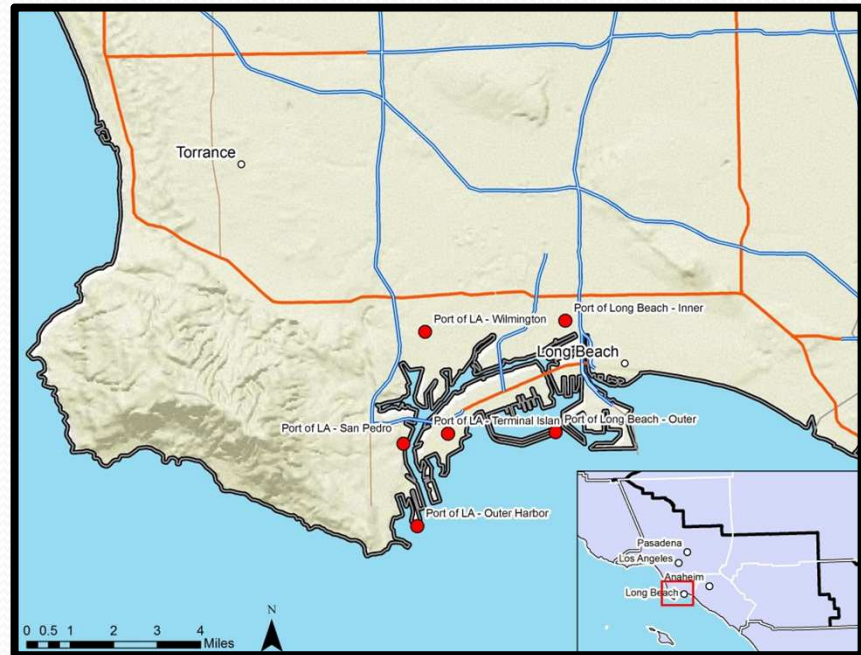 Torrance
Port of LA - Wilmington
Port of Long Beach - Inner
Long Beach
Port of LA - San Pedro
Port of LA - Terminal Islan
Port of Long Beach - Outer
Port of LA - Outer Harbor
Pasadena
Los Angeles
Anaheim
Long Beach
N
0 0.5 1 2 3 4
Miles